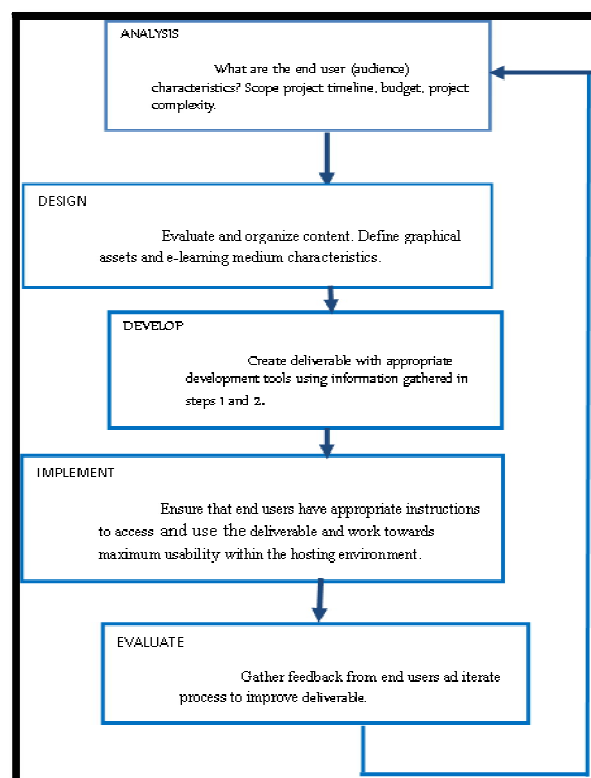 ANALYSIS
What are the end user (audience)
characteristics? Scope project timeline, budget, project
complexity.
DESIGN
Evaluate and organize content. Define graphical
assets and e-learning medium characteristics.
DEVELOP
Create deliverable with appropriate
development tools using information gathered in
steps 1 and 2.
IMPLEMENT
Ensure that end users have appropriate instructions
to access and use the deliverable and work towards
maximum usability within the hosting environment.
EVALUATE
Gather feedback from end users ad iterate
process to improve deliverable.